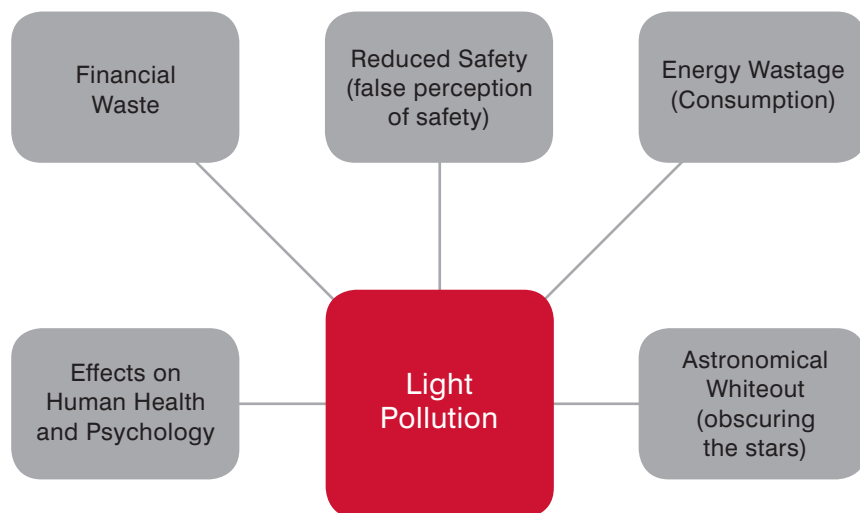 Financial
Waste
Reduced Safety
(false perception
of safety)
Energy Wastage
(Consumption)
Effects on
Human Health
and Psychology
Light
Pollution
Astronomical
Whiteout
(obscuring
the stars)